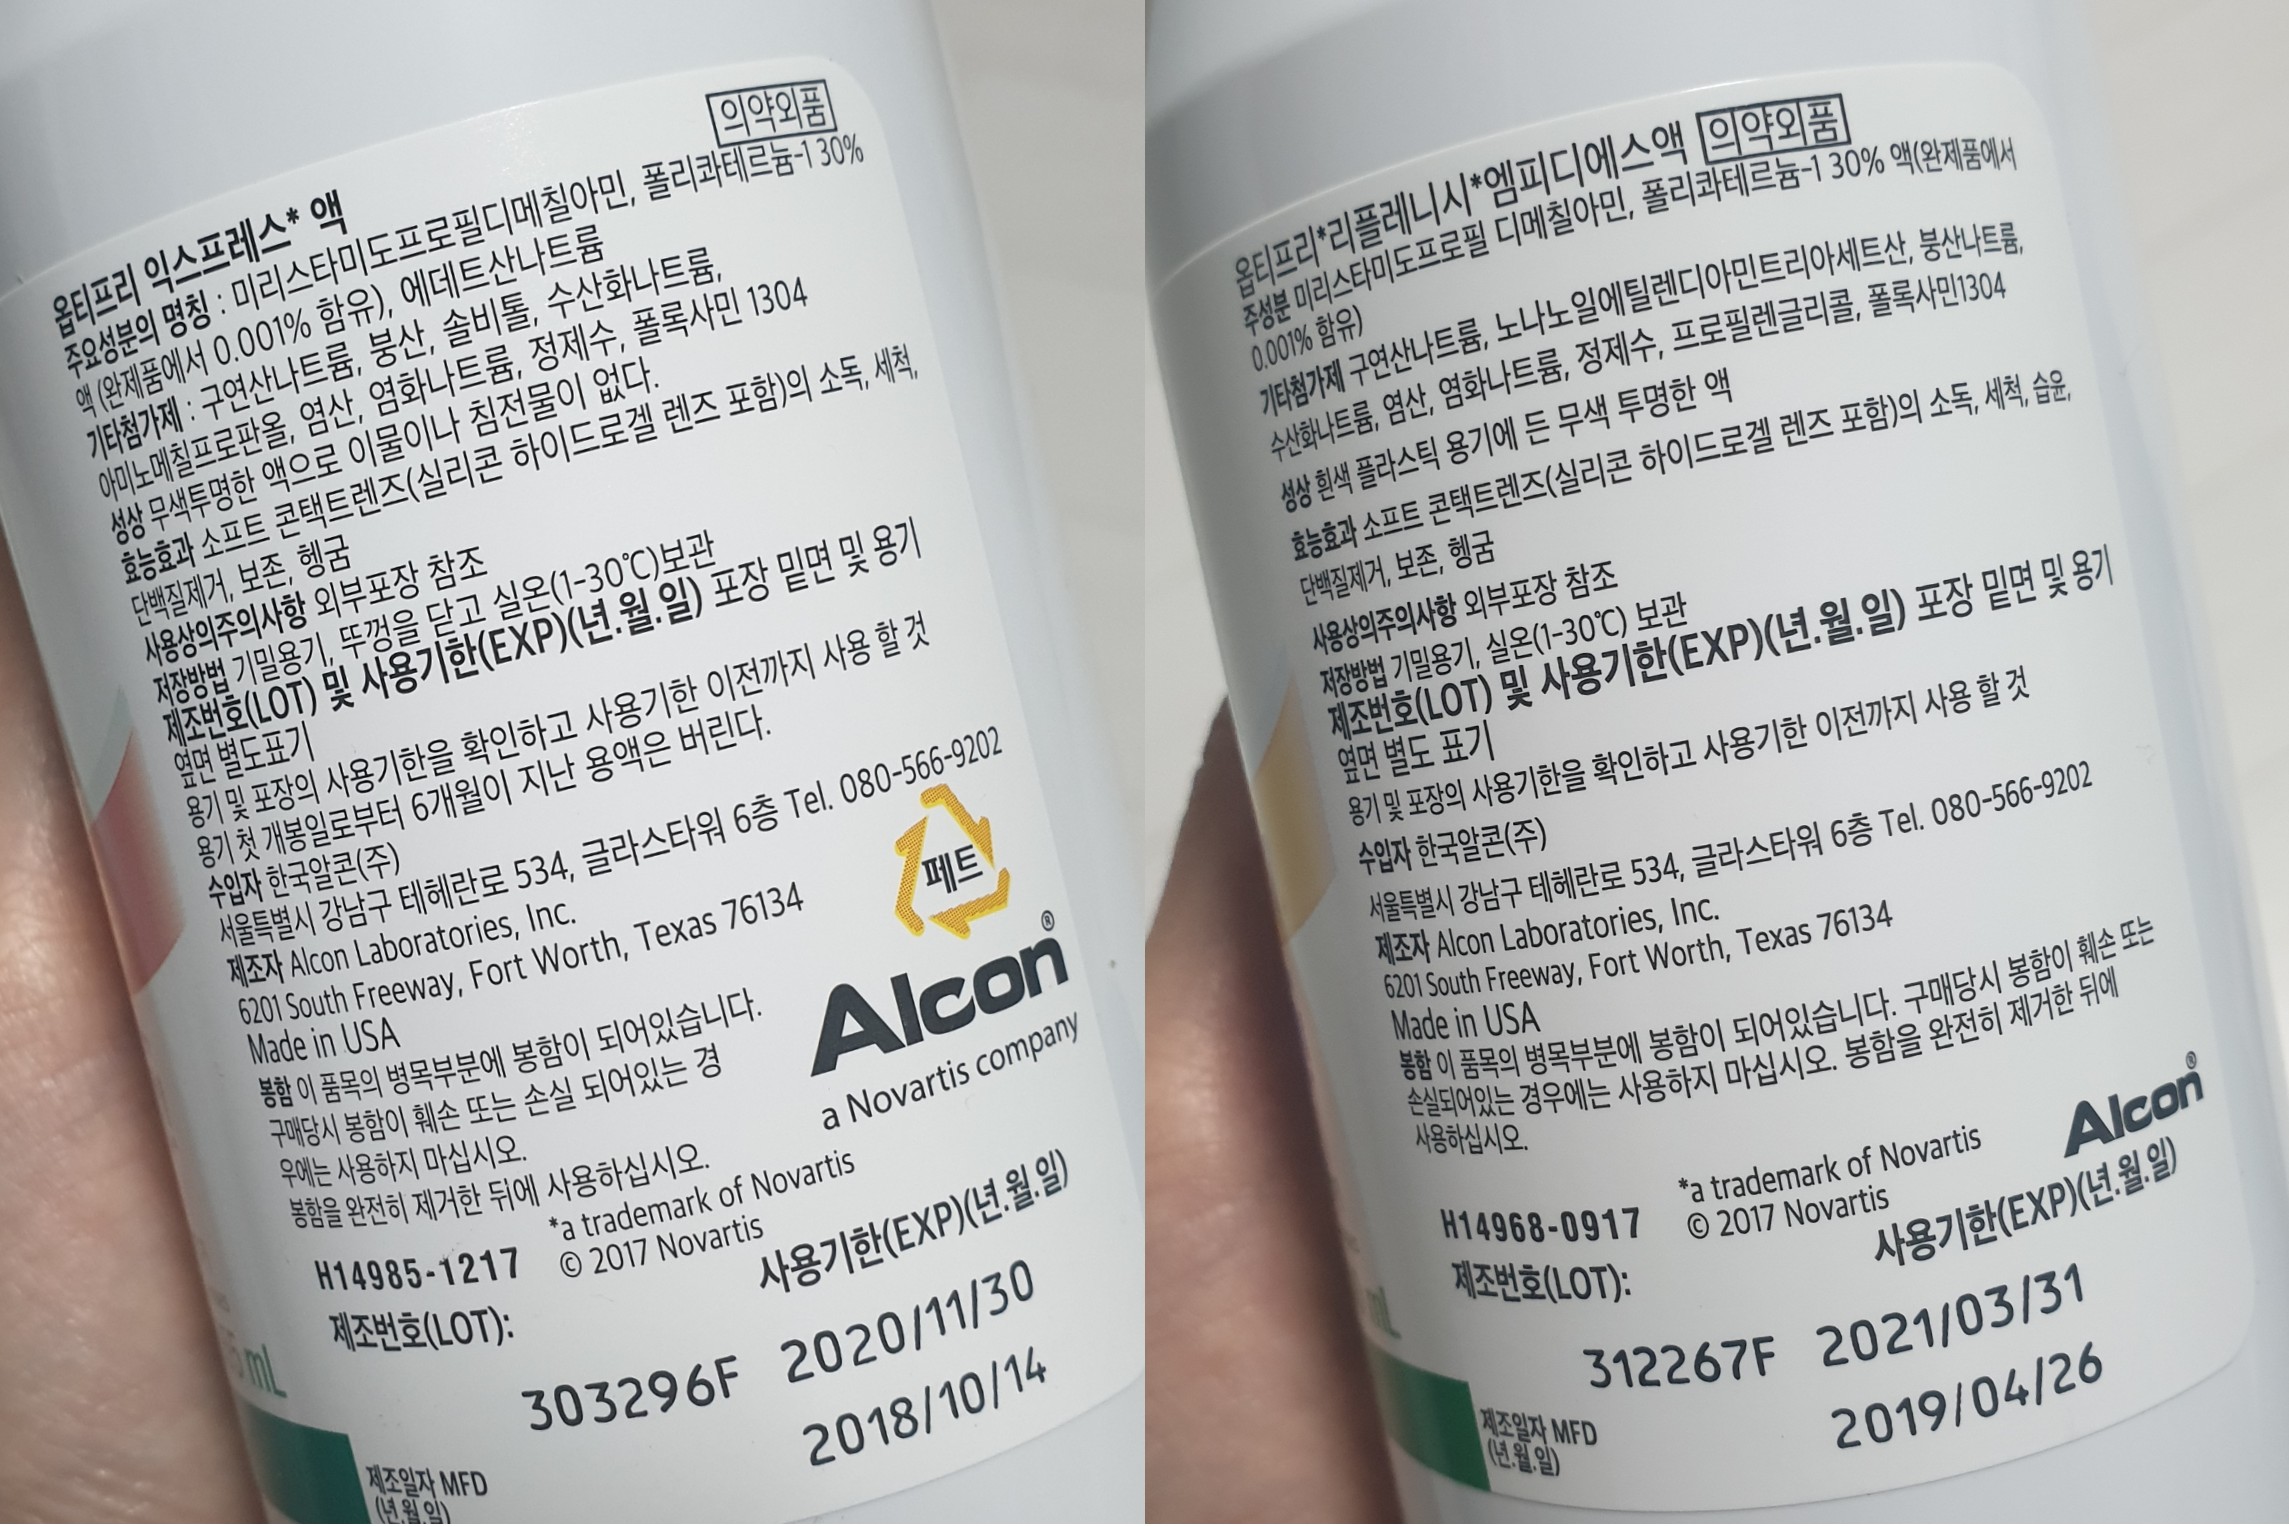 의약외품
옵티프리 익스프레스* 액
주요성분의 명칭 : 미리스타미도프로필디메칠아민, 폴리콰테르늄-1 30%
액 (완제품에서 0.001% 함유), 에데트산나트륨
기타첨가제 : 구연산나트륨, 붕산, 솔비톨, 수산화나트륨,
아미노메칠프로판올, 염산, 염화나트륨, 정제수, 폴록사민 1304
성상 무색투명한 액으로 이물이나 침전물이 없다.
효능효과 소프트 콘택트렌즈(실리콘 하이드로겔 렌즈 포함)의 소독, 세척,
단백질제거, 보존, 헹굼
사용상의주의사항 외부포장 참조
저장방법 기밀용기, 뚜껑을 닫고 실온(1-30℃)보관
제조번호(LOT) 및 사용기한(EXP)(년.월.일) 포장 밑면 및 용기
옆면 별도표기
용기 및 포장의 사용기한을 확인하고 사용기한 이전까지 사용 할 것
용기 첫 개봉일로부터 6개월이 지난 용액은 버린다.
수입자 한국알콘(주)
서울특별시 강남구 테헤란로 534, 글라스타워 6층 Tel. 080-566-9202
제조자 Alcon Laboratories, Inc.
6201 South Freeway, Fort Worth, Texas 76134
Made in USA
페트
Alcon®
a Novartis company
봉함 이 품목의 병목부분에 봉함이 되어있습니다.
구매당시 봉함이 훼손 또는 손실 되어있는 경
우에는 사용하지 마십시오.
봉함을 완전히 제거한 뒤에 사용하십시오.
*a trademark of Novartis
H14985-1217 © 2017 Novartis
사용기한(EXP)(년.월.일)
제조번호(LOT):
303296F 2020/11/30
2018/10/14
mL
제조일자 MFD
(년.월.일)
옵티프리*리플레니시*엠피디에스액 의약외품
주성분 미리스타미도프로필 디메칠아민, 폴리콰테르늄-1 30% 액(완제품에서
0.001% 함유)
기타첨가제 구연산나트륨, 노나노일에틸렌디아민트리아세트산, 붕산나트륨,
수산화나트륨, 염산, 염화나트륨, 정제수, 프로필렌글리콜, 폴록사민1304
성상 흰색 플라스틱 용기에 든 무색 투명한 액
효능효과 소프트 콘택트렌즈(실리콘 하이드로겔 렌즈 포함)의 소독, 세척, 습윤,
단백질제거, 보존, 헹굼
사용상의주의사항 외부포장 참조
저장방법 기밀용기, 실온(1-30℃) 보관
제조번호(LOT) 및 사용기한(EXP)(년.월.일) 포장 밑면 및 용기
옆면 별도 표기
용기 및 포장의 사용기한을 확인하고 사용기한 이전까지 사용 할 것
수입자 한국알콘(주)
서울특별시 강남구 테헤란로 534, 글라스타워 6층 Tel. 080-566-9202
제조자 Alcon Laboratories, Inc.
6201 South Freeway, Fort Worth, Texas 76134
Made in USA
봉함 이 품목의 병목부분에 봉함이 되어있습니다. 구매당시 봉함이 훼손 또는
손실되어있는 경우에는 사용하지 마십시오. 봉함을 완전히 제거한 뒤에
사용하십시오.
Alcon®
*a trademark of Novartis
H14968-0917 © 2017 Novartis
사용기한(EXP)(년.월.일)
제조번호(LOT):
312267F 2021/03/31
2019/04/26
mL
제조일자 MFD
(년.월.일)